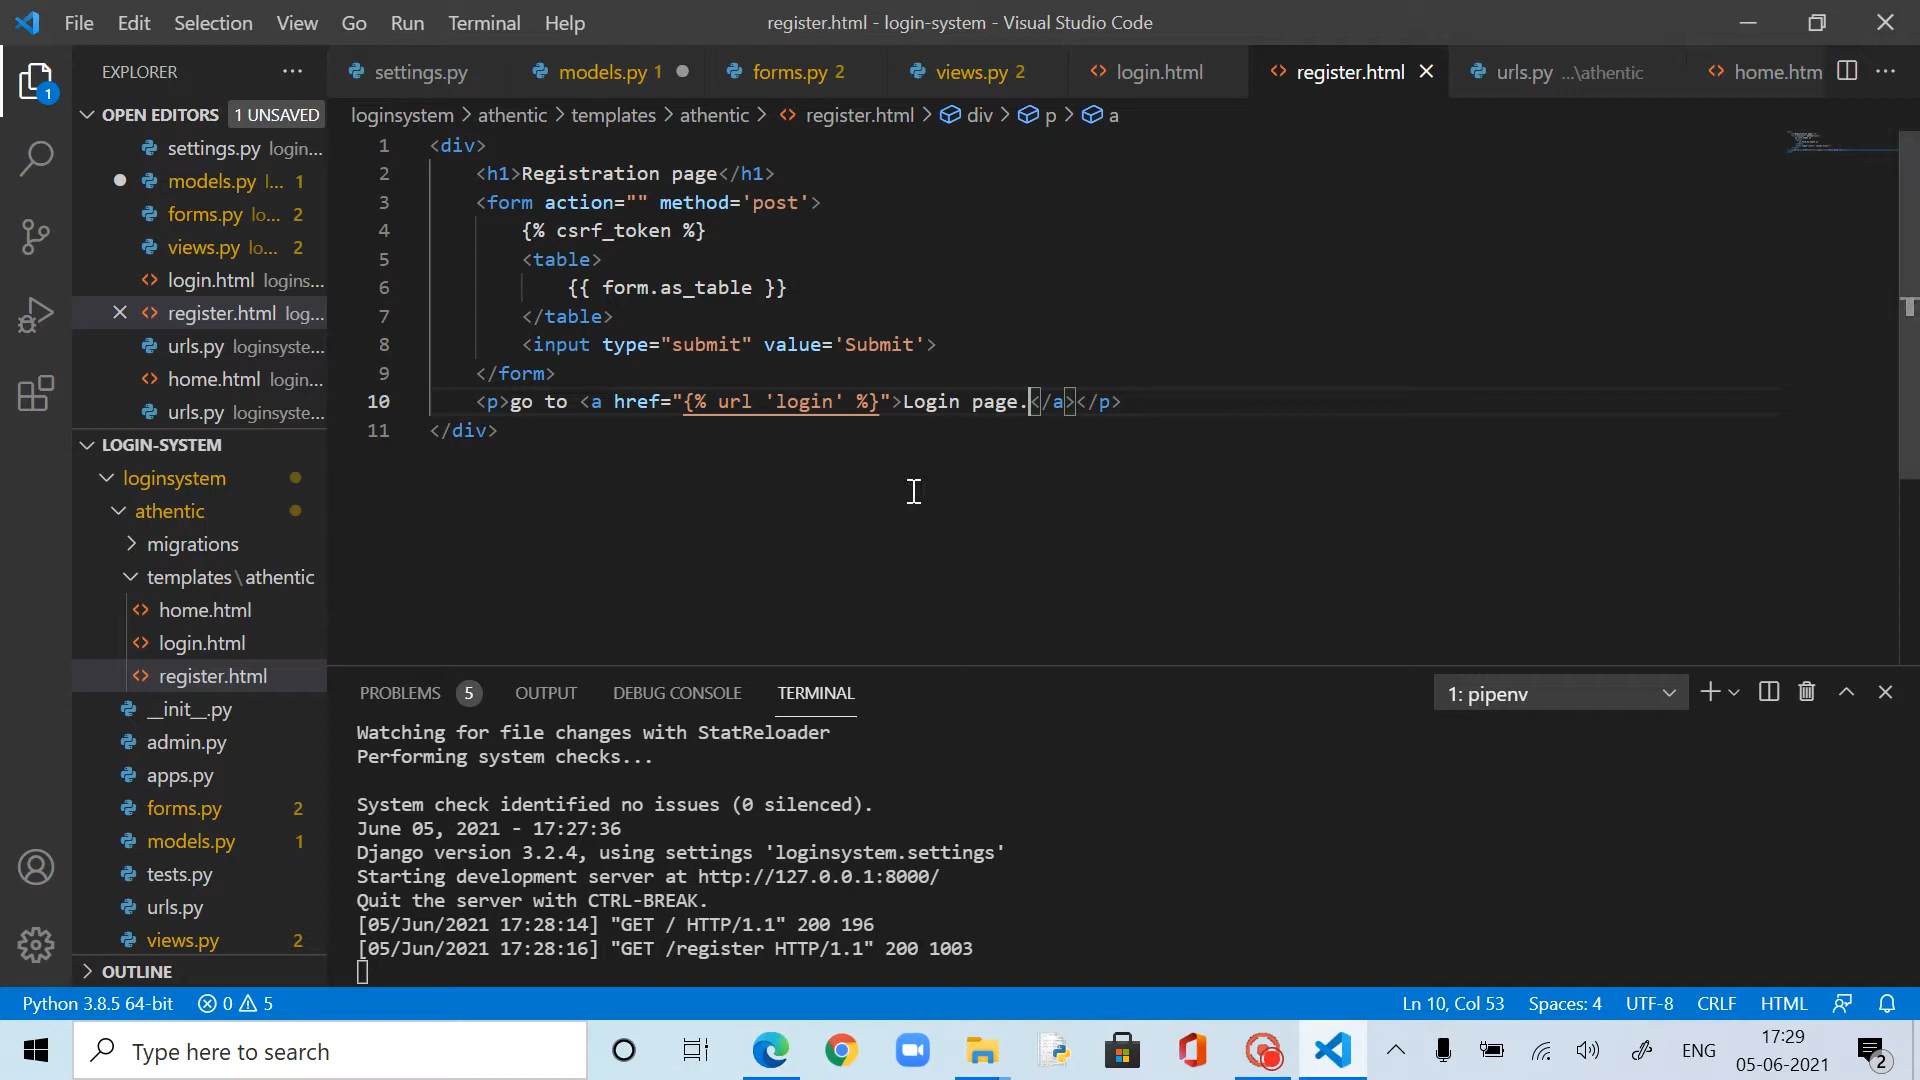 File Edit Selection View Go Run Terminal Help
register.html - login-system - Visual Studio Code
EXPLORER
settings.py
models.py 1
forms.py 2
views.py 2
login.html
register.html
urls.py ...\athentic
home.htm
1
OPEN EDITORS 1 UNSAVED
settings.py login...
models.py l... 1
forms.py lo... 2
views.py lo... 2
login.html logins...
register.html log...
urls.py loginsyste...
home.html login...
urls.py loginsyste...
LOGIN-SYSTEM
loginsystem
athentic
migrations
templates\athentic
home.html
login.html
register.html
__init__.py
admin.py
apps.py
forms.py 2
models.py 1
tests.py
urls.py
views.py 2
OUTLINE
loginsystem > athentic > templates > athentic > register.html > div > p > a
1 <div>
2 <h1>Registration page</h1>
3 <form action="" method='post'>
4 {% csrf_token %}
5 <table>
6 {{ form.as_table }}
7 </table>
8 <input type="submit" value='Submit'>
9 </form>
10 <p>go to <a href="{% url 'login' %}">Login page.</a></p>
11 </div>
PROBLEMS 5 OUTPUT DEBUG CONSOLE TERMINAL
1: pipenv
Watching for file changes with StatReloader
Performing system checks...
System check identified no issues (0 silenced).
June 05, 2021 - 17:27:36
Django version 3.2.4, using settings 'loginsystem.settings'
Starting development server at http://127.0.0.1:8000/
Quit the server with CTRL-BREAK.
[05/Jun/2021 17:28:14] "GET / HTTP/1.1" 200 196
[05/Jun/2021 17:28:16] "GET /register HTTP/1.1" 200 1003
Python 3.8.5 64-bit 0 5
Ln 10, Col 53 Spaces: 4 UTF-8 CRLF HTML
Type here to search
ENG
17:29
05-06-2021
2